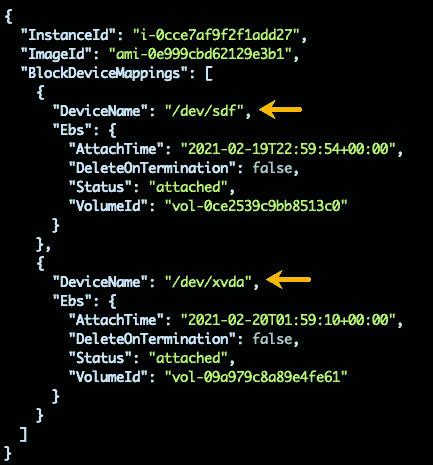 {
  "InstanceId": "i-0cce7af9f2f1add27",
  "ImageId": "ami-0e999cbd62129e3b1",
  "BlockDeviceMappings": [
    {
      "DeviceName": "/dev/sdf",
      "Ebs": {
        "AttachTime": "2021-02-19T22:59:54+00:00",
        "DeleteOnTermination": false,
        "Status": "attached",
        "VolumeId": "vol-0ce2539c9bb8513c0"
      }
    },
    {
      "DeviceName": "/dev/xvda",
      "Ebs": {
        "AttachTime": "2021-02-20T01:59:10+00:00",
        "DeleteOnTermination": false,
        "Status": "attached",
        "VolumeId": "vol-09a979c8a89e4fe61"
      }
    }
  ]
}